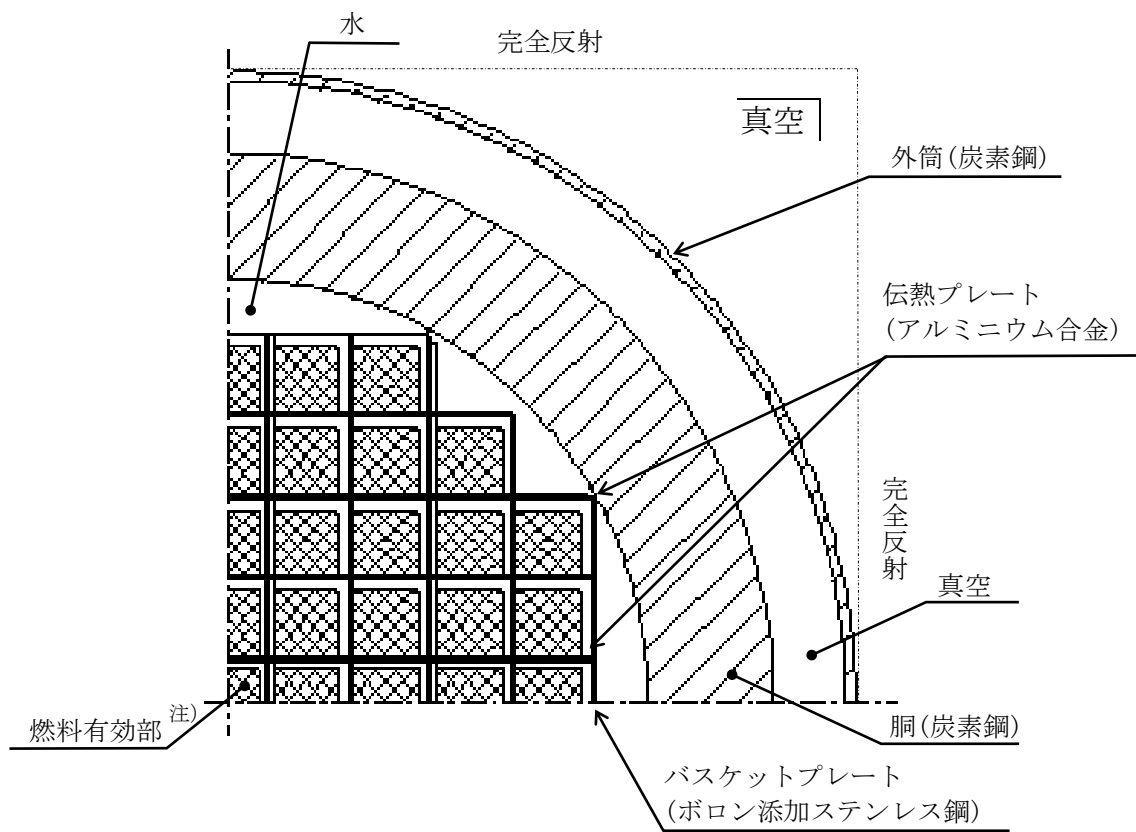 水
完全反射
真空
外筒(炭素鋼)
伝熱プレート
(アルミニウム合金)
完全反射
真空
燃料有効部注)
胴(炭素鋼)
バスケットプレート
(ボロン添加ステンレス鋼)